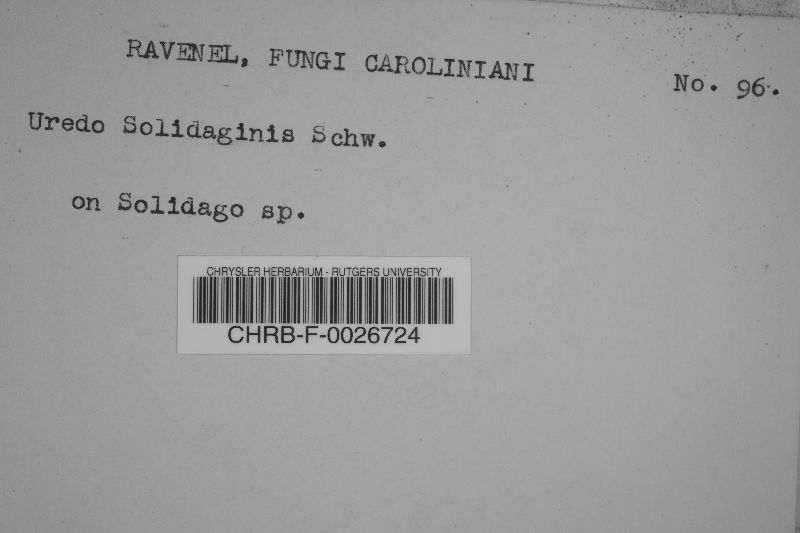 RAVENEL, FUNGI CAROLINIANI
No. 96.
Uredo Solidaginis Schw.
on Solidago sp.
CHRYSLER HERBARIUM - RUTGERS UNIVERSITY
CHRB-F-0026724